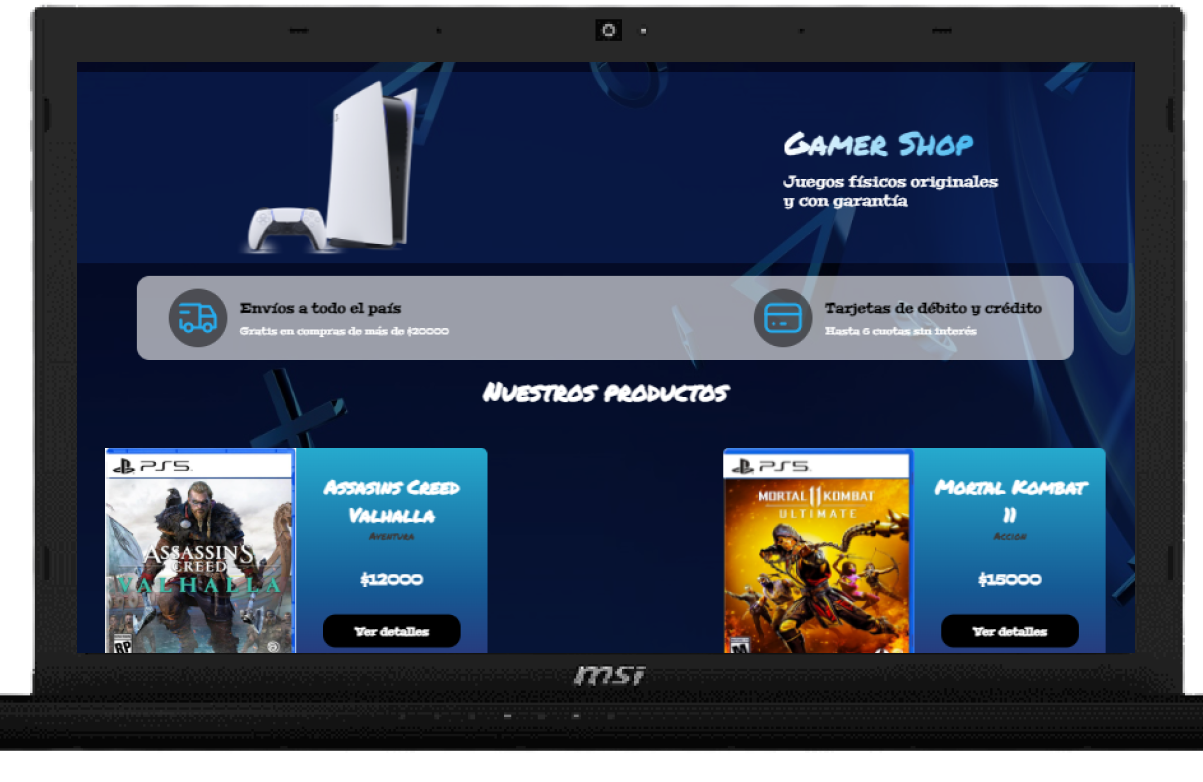 GAMER SHOP
Juegos físicos originales
y con garantía
Envíos a todo el país
Gratis en compras de más de $20000
Tarjetas de débito y crédito
Hasta 6 cuotas sin interés
NUESTROS PRODUCTOS
PS5
ASSASSIN'S
CREED
VALHALLA
RP
ASSASINS CREED
VALHALLA
AVENTURA
$12000
Ver detalles
PS5
MORTAL 11 KOMBAT
ULTIMATE
M
MORTAL KOMBAT
11
ACCION
$15000
Ver detalles
msi